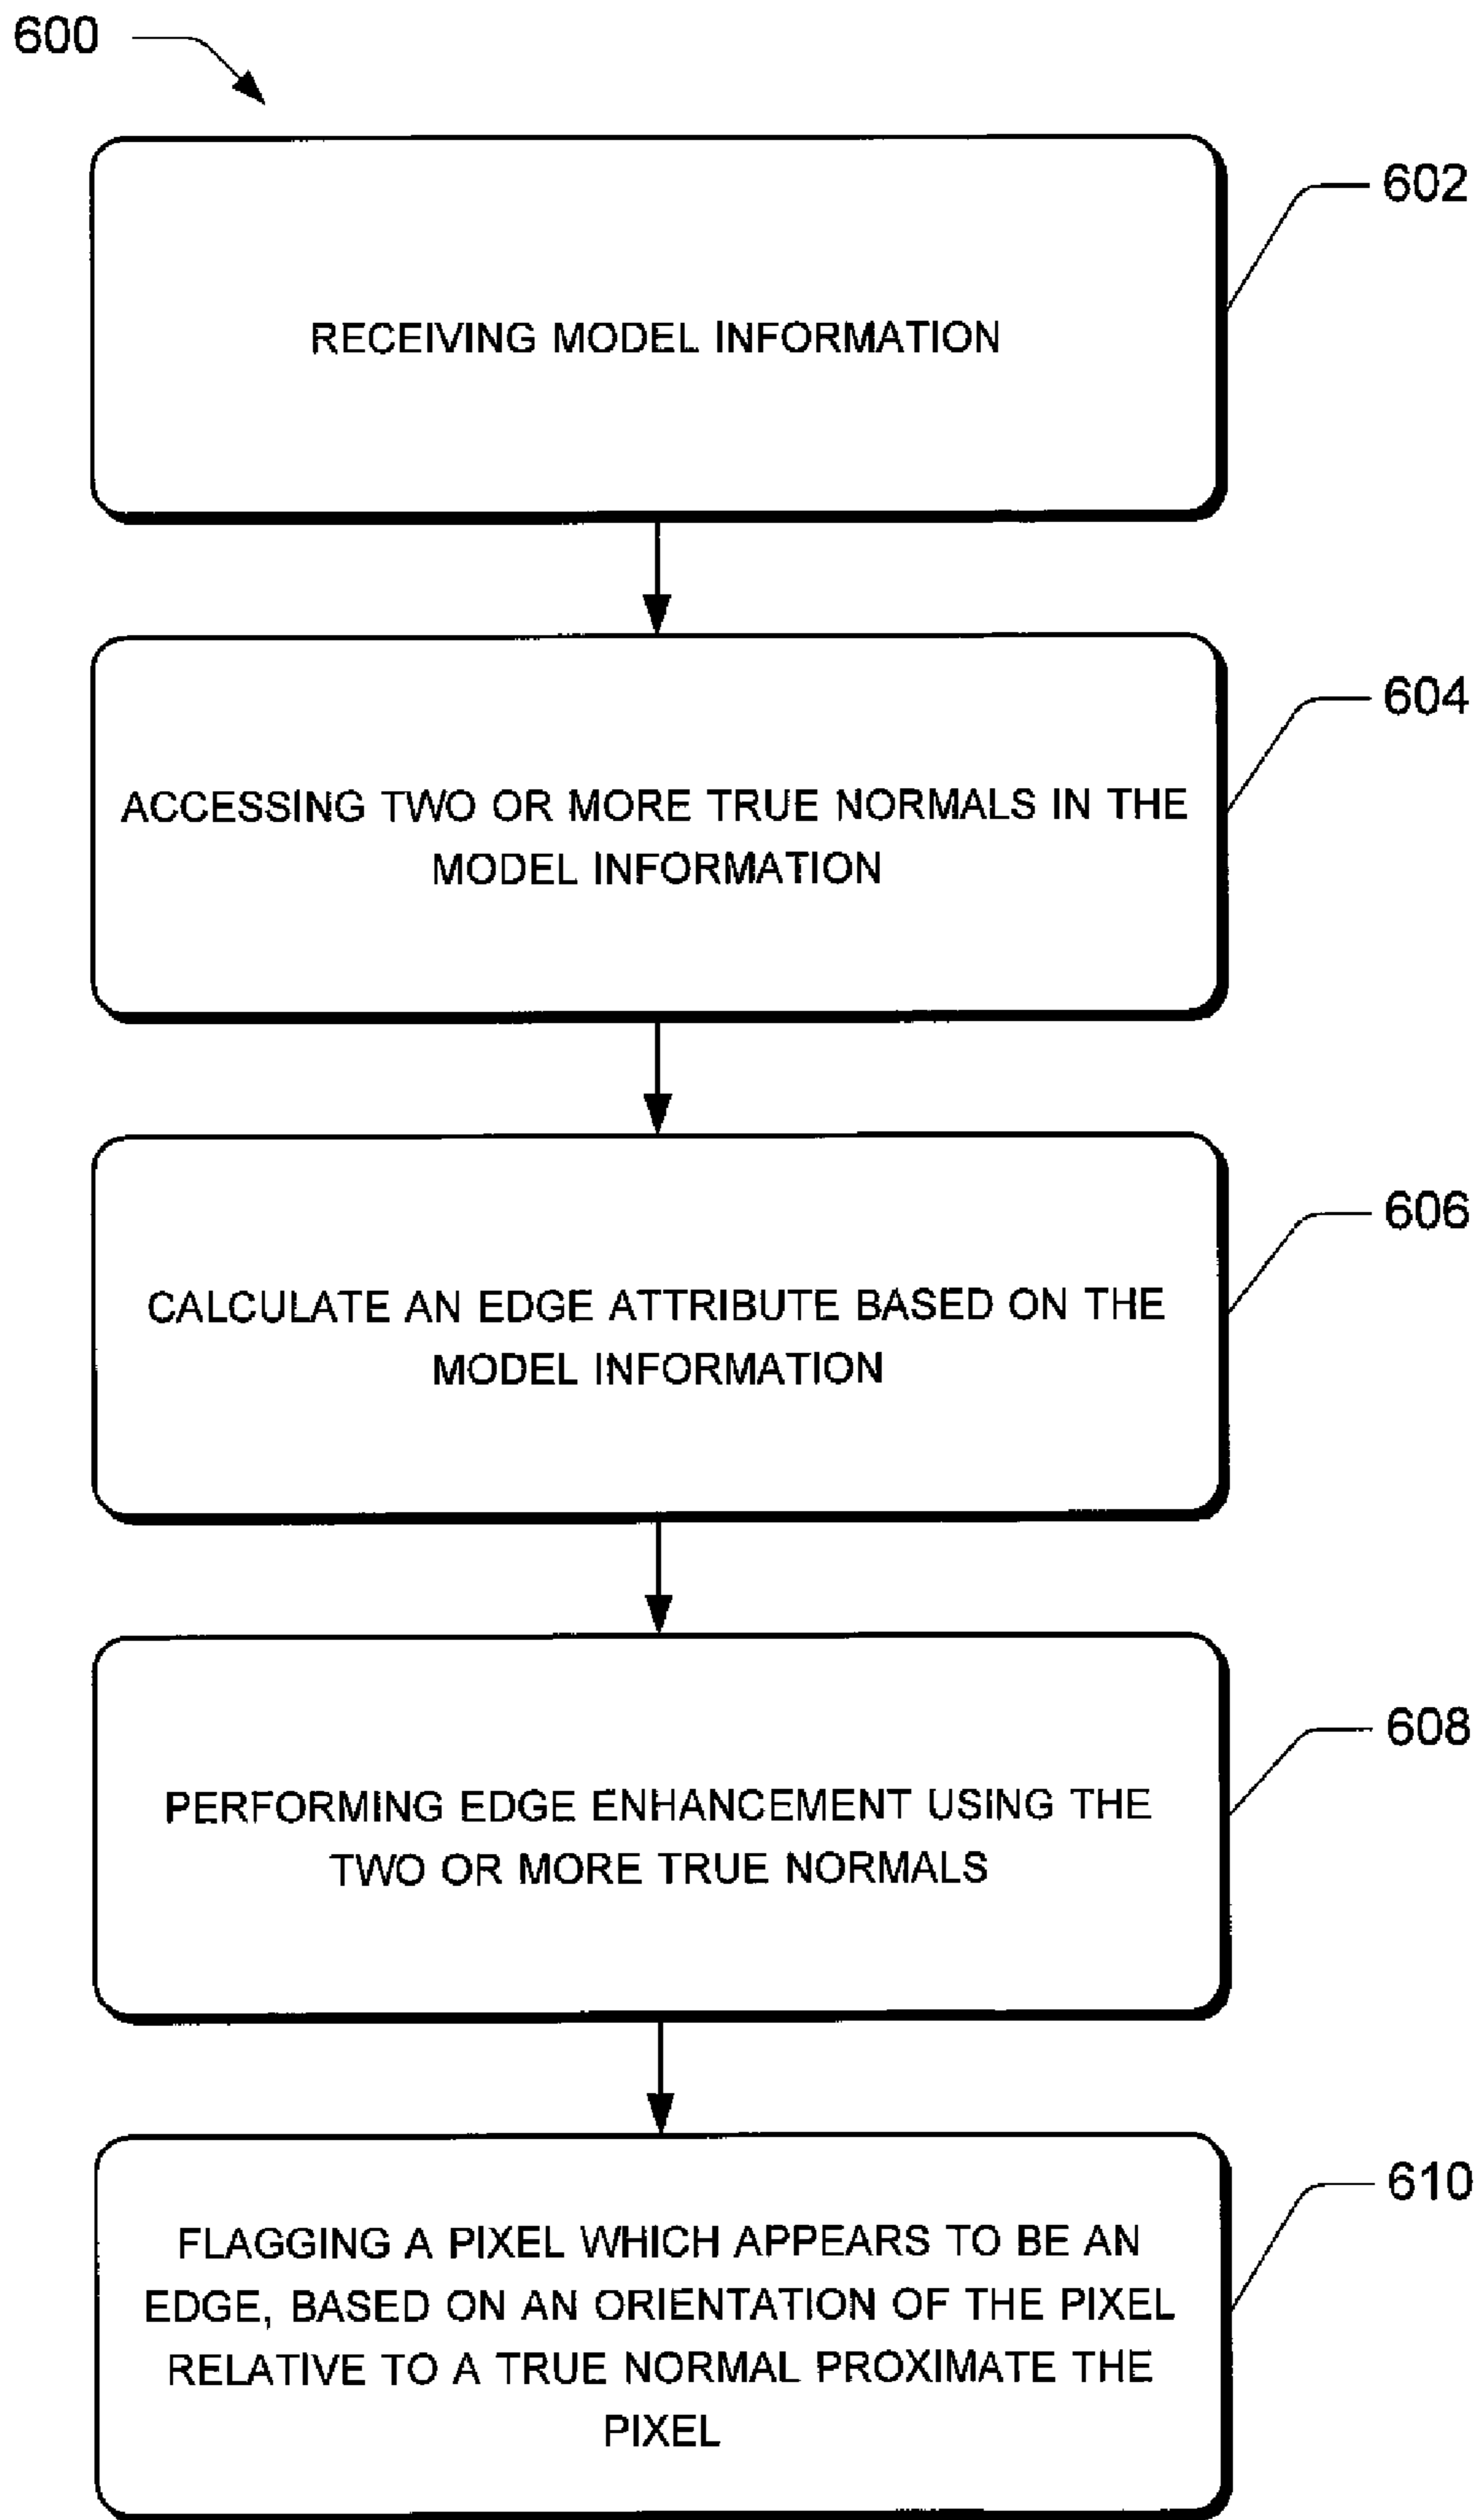 600
602
RECEIVING MODEL INFORMATION
604
ACCESSING TWO OR MORE TRUE NORMALS IN THE
MODEL INFORMATION
606
CALCULATE AN EDGE ATTRIBUTE BASED ON THE
MODEL INFORMATION
608
PERFORMING EDGE ENHANCEMENT USING THE
TWO OR MORE TRUE NORMALS
610
FLAGGING A PIXEL WHICH APPEARS TO BE AN
EDGE, BASED ON AN ORIENTATION OF THE PIXEL
RELATIVE TO A TRUE NORMAL PROXIMATE THE
PIXEL